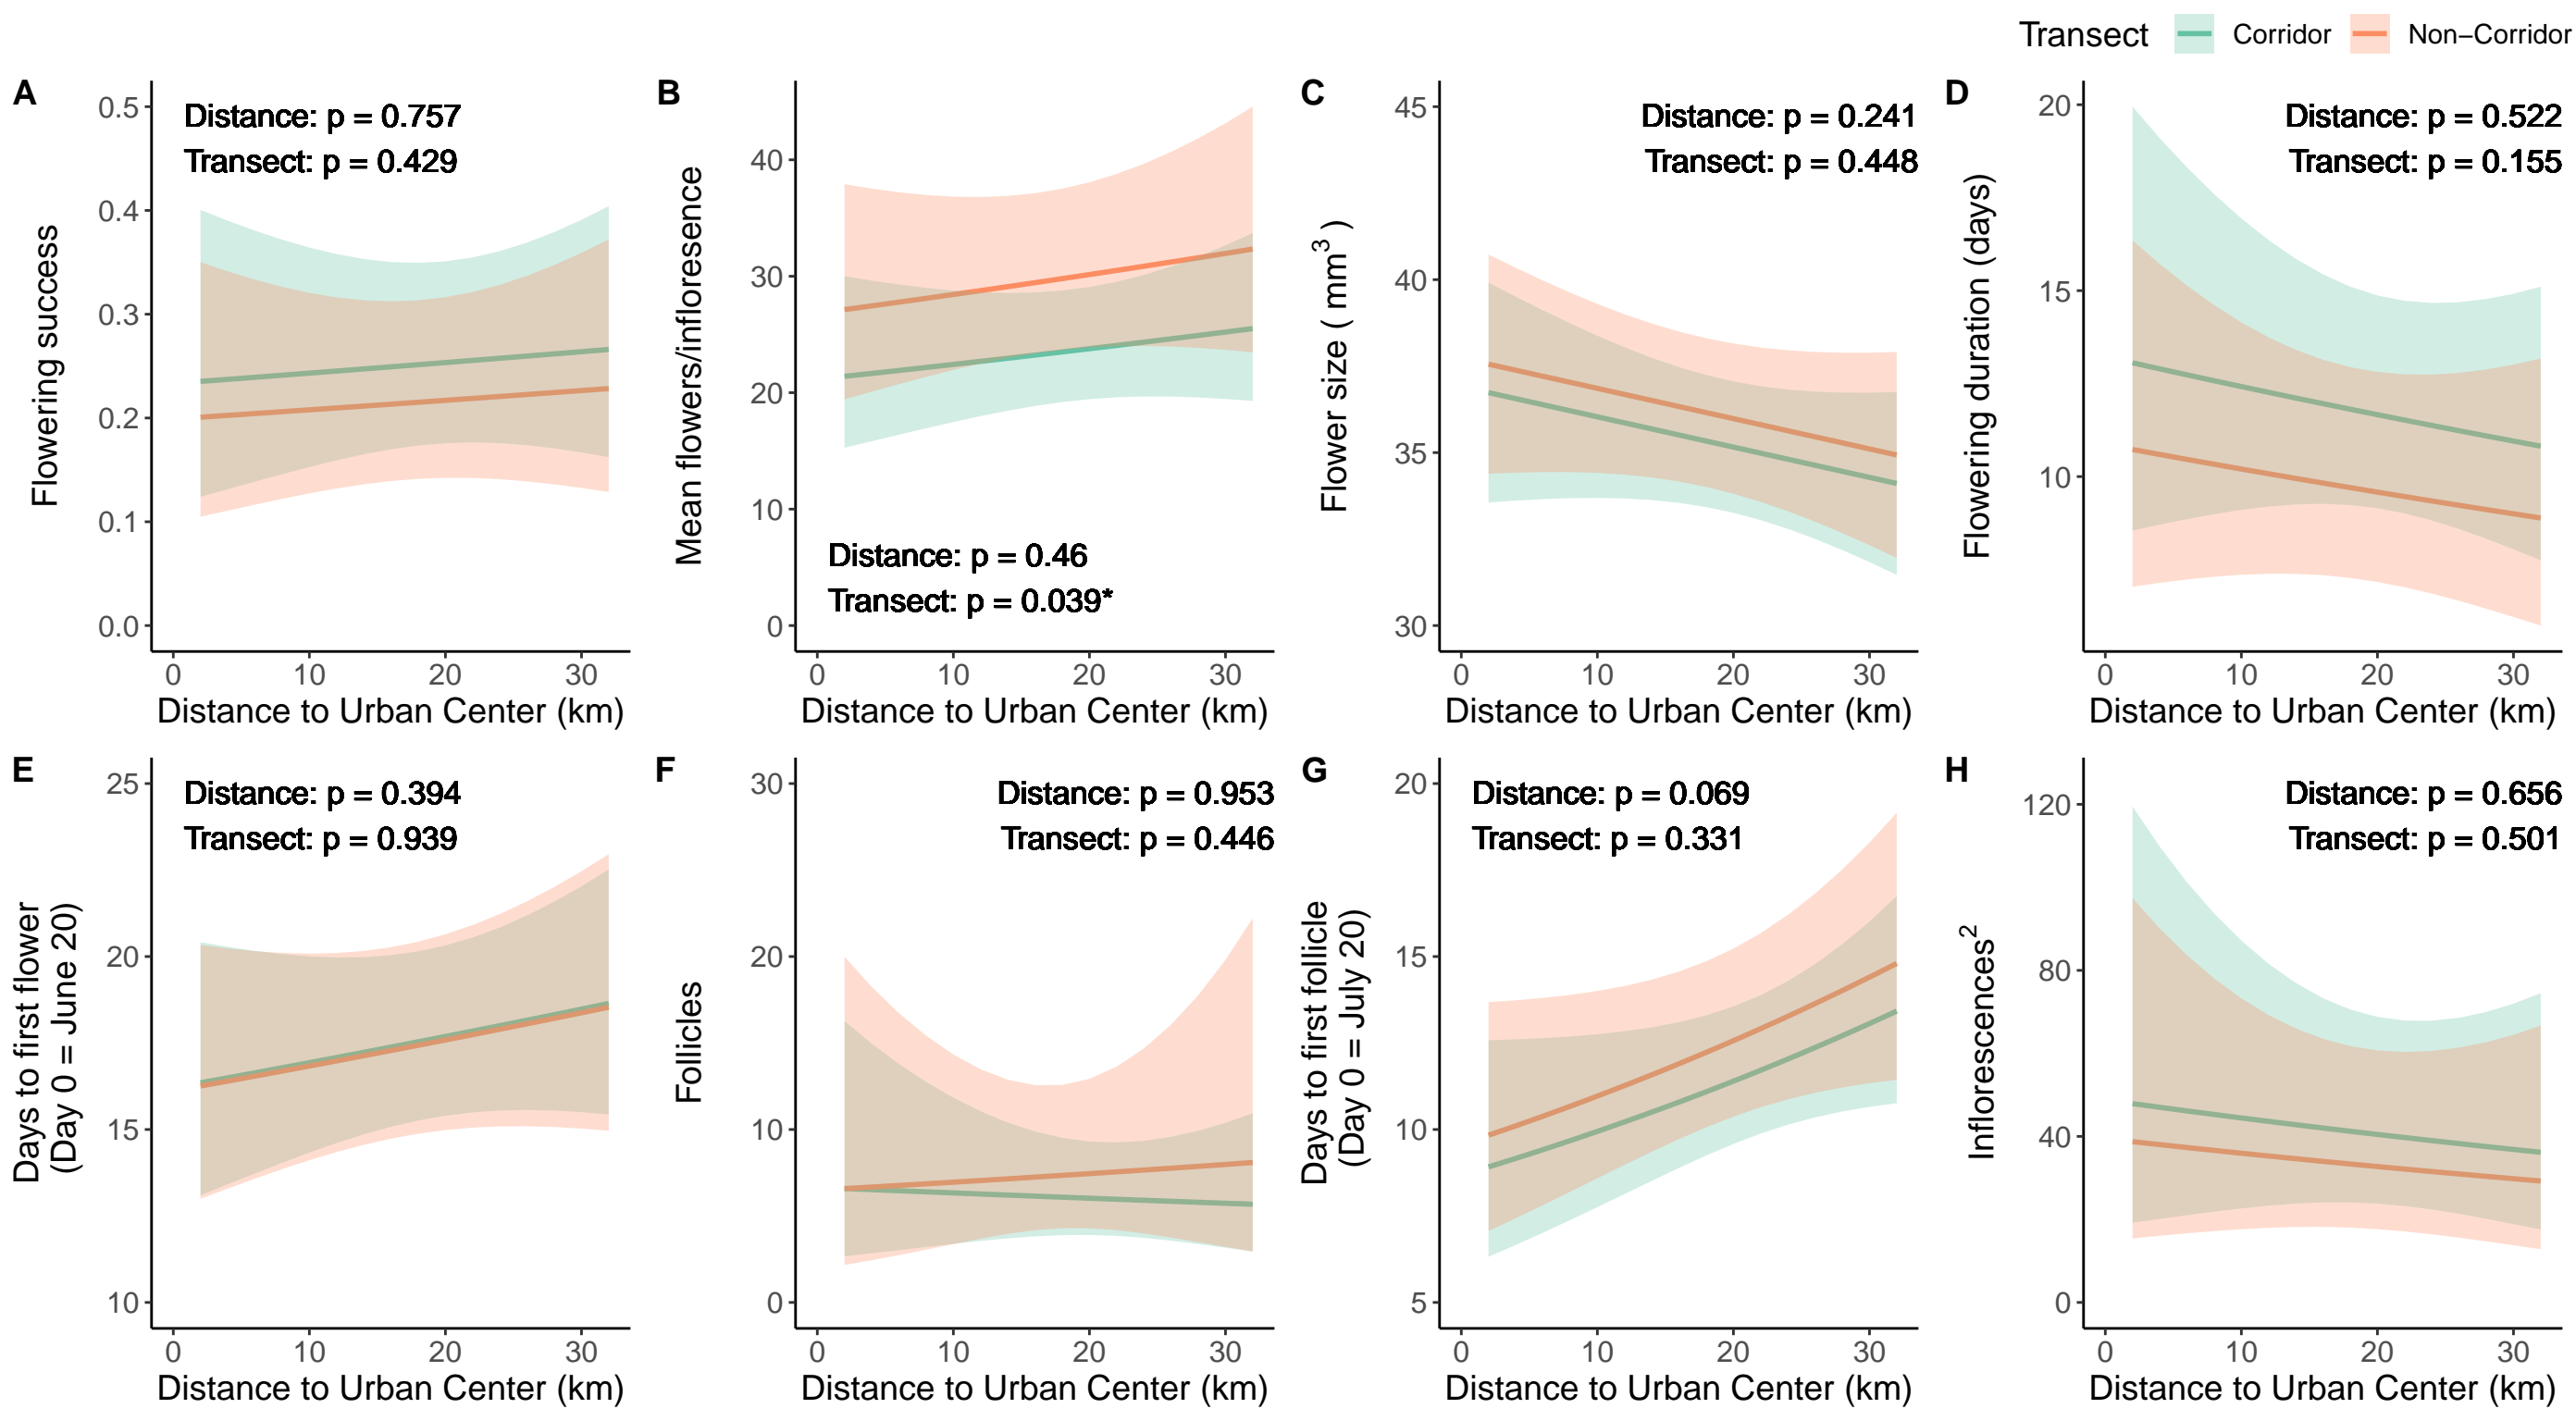 Transect Corridor Non−Corridor
A
Distance: p = 0.757
Transect: p = 0.429
Flowering success
0.5
0.4
0.3
0.2
0.1
0.0
0 10 20 30
Distance to Urban Center (km)
B
Mean flowers/infloresence
40
30
20
10
0
Distance: p = 0.46
Transect: p = 0.039*
0 10 20 30
Distance to Urban Center (km)
C
Distance: p = 0.241
Transect: p = 0.448
Flower size ( mm³ )
45
40
35
30
0 10 20 30
Distance to Urban Center (km)
D
Distance: p = 0.522
Transect: p = 0.155
Flowering duration (days)
20
15
10
0 10 20 30
Distance to Urban Center (km)
E
Distance: p = 0.394
Transect: p = 0.939
Days to first flower
(Day 0 = June 20)
25
20
15
10
0 10 20 30
Distance to Urban Center (km)
F
Distance: p = 0.953
Transect: p = 0.446
Follicles
30
20
10
0
0 10 20 30
Distance to Urban Center (km)
G
Distance: p = 0.069
Transect: p = 0.331
Days to first follicle
(Day 0 = July 20)
20
15
10
5
0 10 20 30
Distance to Urban Center (km)
H
Distance: p = 0.656
Transect: p = 0.501
Inflorescences²
120
80
40
0
0 10 20 30
Distance to Urban Center (km)